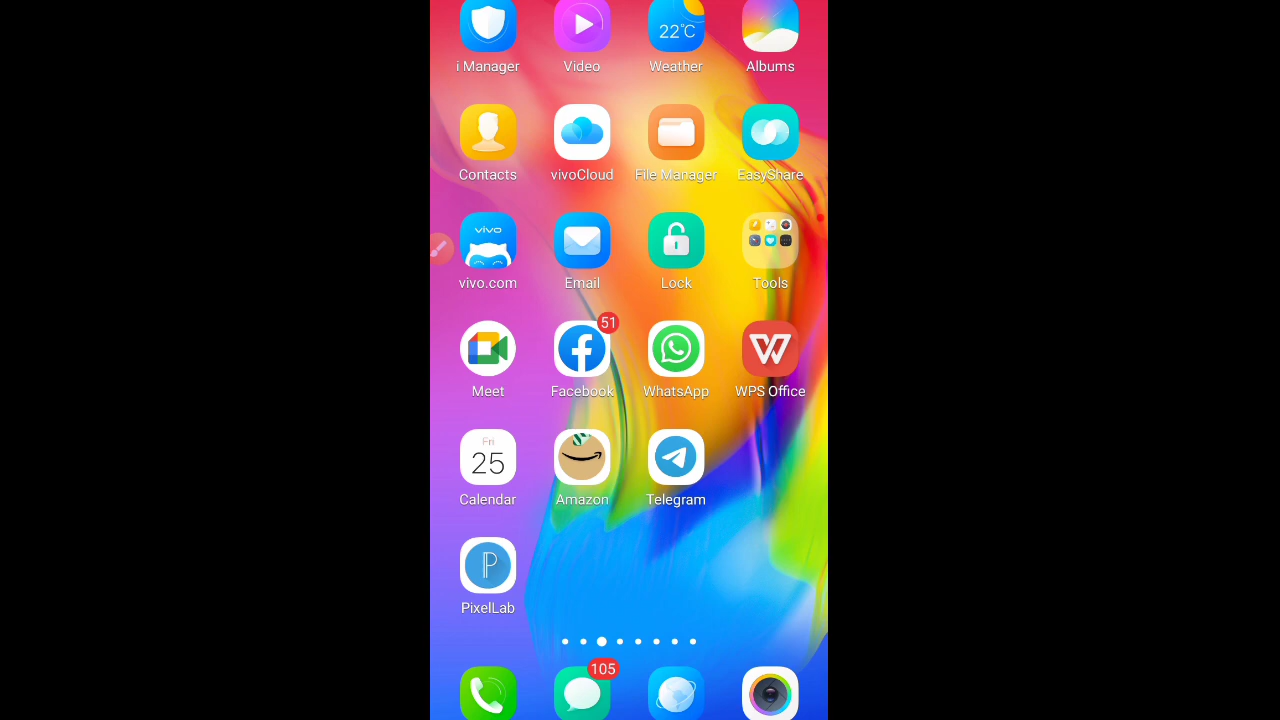 22°C
i Manager Video Weather Albums
Contacts vivoCloud File Manager EasyShare
vivo
vivo.com Email Lock Tools
51
Meet Facebook WhatsApp WPS Office
Fri
25
Calendar Amazon Telegram
PixelLab
105